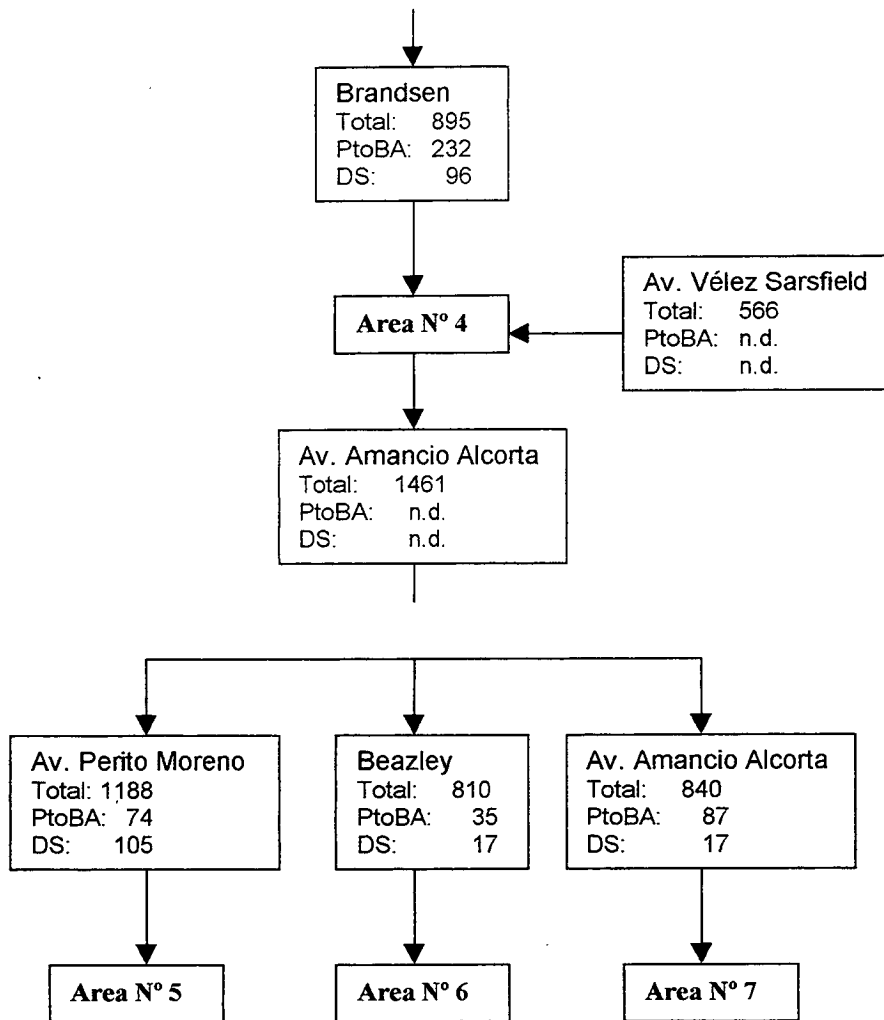 Brandsen
Total: 895
PtoBA: 232
DS: 96
Area Nº 4
Av. Vélez Sarsfield
Total: 566
PtoBA: n.d.
DS: n.d.
Av. Amancio Alcorta
Total: 1461
PtoBA: n.d.
DS: n.d.
Av. Perito Moreno
Total: 1188
PtoBA: 74
DS: 105
Beazley
Total: 810
PtoBA: 35
DS: 17
Av. Amancio Alcorta
Total: 840
PtoBA: 87
DS: 17
Area Nº 5
Area Nº 6
Area Nº 7